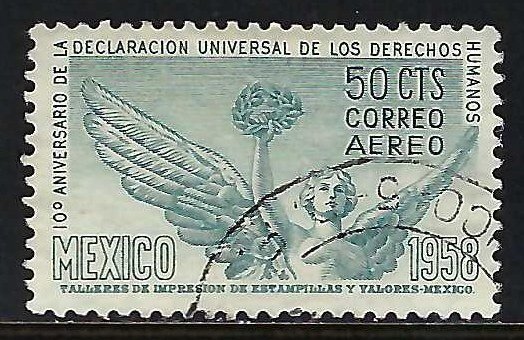 10º ANIVERSARIO DE LA DECLARACION UNIVERSAL DE LOS DERECHOS HUMANOS
50 CTS
CORREO
AEREO
MEXICO 1958
TALLERES DE IMPRESION DE ESTAMPILLAS Y VALORES-MEXICO.